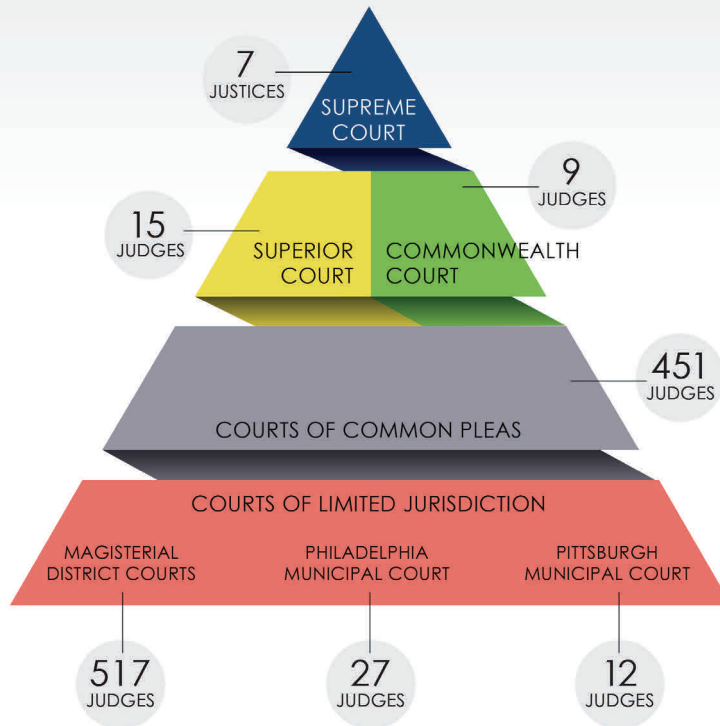 7
JUSTICES
SUPREME
COURT
9
JUDGES
15
JUDGES
SUPERIOR
COURT
COMMONWEALTH
COURT
451
JUDGES
COURTS OF COMMON PLEAS
COURTS OF LIMITED JURISDICTION
MAGISTERIAL
DISTRICT COURTS
PHILADELPHIA
MUNICIPAL COURT
PITTSBURGH
MUNICIPAL COURT
517
JUDGES
27
JUDGES
12
JUDGES